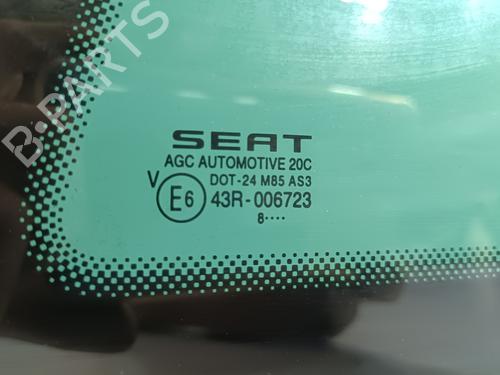 B-PARTS
SEAT
AGC AUTOMOTIVE 20C
V DOT-24 M85 AS3
E6 43R-006723
8····